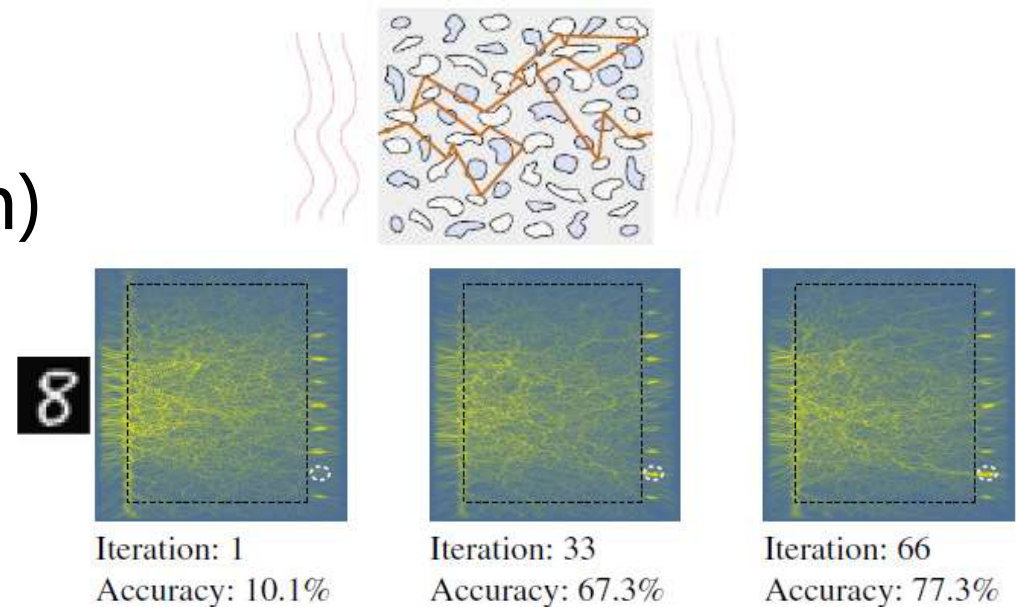 n)
8
Iteration: 1
Accuracy: 10.1%
Iteration: 33
Accuracy: 67.3%
Iteration: 66
Accuracy: 77.3%